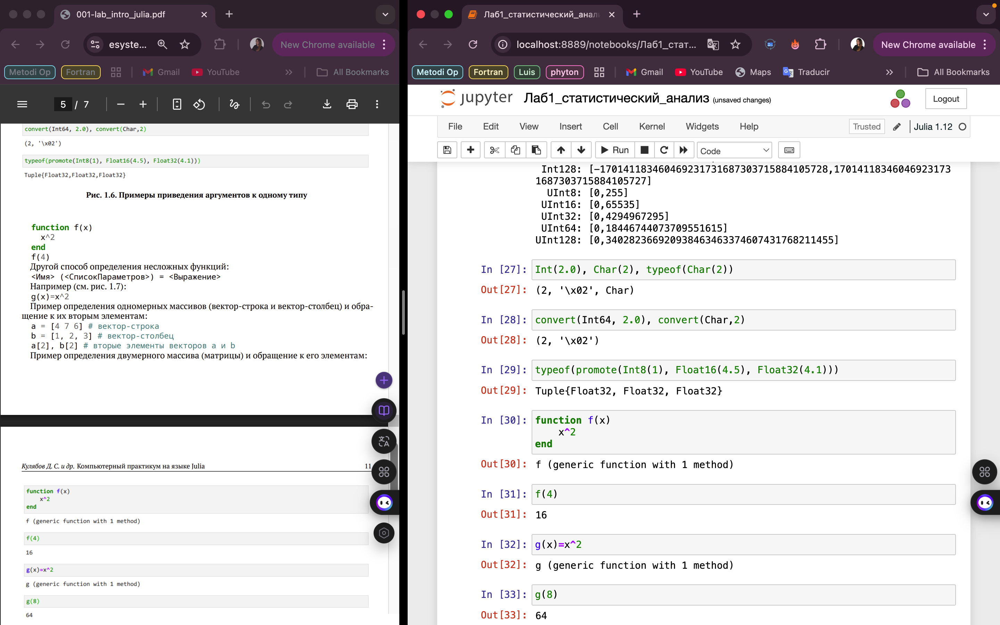 001-lab_intro_julia.pdf
esyste...
New Chrome available
Metodi Op
Fortran
Gmail
YouTube
All Bookmarks
5 / 7
convert(Int64, 2.0), convert(Char,2)
(2, '\x02')
typeof(promote(Int8(1), Float16(4.5), Float32(4.1)))
Tuple{Float32,Float32,Float32}
Рис. 1.6. Примеры приведения аргументов к одному типу
function f(x)
x^2
end
f(4)
Другой способ определения несложных функций:
<Имя> (<СписокПараметров>) = <Выражение>
Например (см. рис. 1.7):
g(x)=x^2
Пример определения одномерных массивов (вектор-строка и вектор-столбец) и обра-
щение к их вторым элементам:
a = [4 7 6] # вектор-строка
b = [1, 2, 3] # вектор-столбец
a[2], b[2] # вторые элементы векторов a и b
Пример определения двумерного массива (матрицы) и обращение к его элементам:
Кулябов Д. С. и др. Компьютерный практикум на языке Julia 11
function f(x)
x^2
end
f (generic function with 1 method)
f(4)
16
g(x)=x^2
g (generic function with 1 method)
g(8)
64
Лаб1_статистический_анали
localhost:8889/notebooks/Лаб1_стат...
New Chrome available
Metodi Op
Fortran
Luis
phyton
Gmail
YouTube
Maps
Traducir
All Bookmarks
jupyter Лаб1_статистический_анализ (unsaved changes)
Logout
File Edit View Insert Cell Kernel Widgets Help
Trusted
Julia 1.12
Run
Code
Int128: [-170141183460469231731687303715884105728,17014118346046923173
1687303715884105727]
UInt8: [0,255]
UInt16: [0,65535]
UInt32: [0,4294967295]
UInt64: [0,18446744073709551615]
UInt128: [0,340282366920938463463374607431768211455]
In [27]: Int(2.0), Char(2), typeof(Char(2))
Out[27]: (2, '\x02', Char)
In [28]: convert(Int64, 2.0), convert(Char,2)
Out[28]: (2, '\x02')
In [29]: typeof(promote(Int8(1), Float16(4.5), Float32(4.1)))
Out[29]: Tuple{Float32, Float32, Float32}
In [30]: function f(x)
x^2
end
Out[30]: f (generic function with 1 method)
In [31]: f(4)
Out[31]: 16
In [32]: g(x)=x^2
Out[32]: g (generic function with 1 method)
In [33]: g(8)
Out[33]: 64